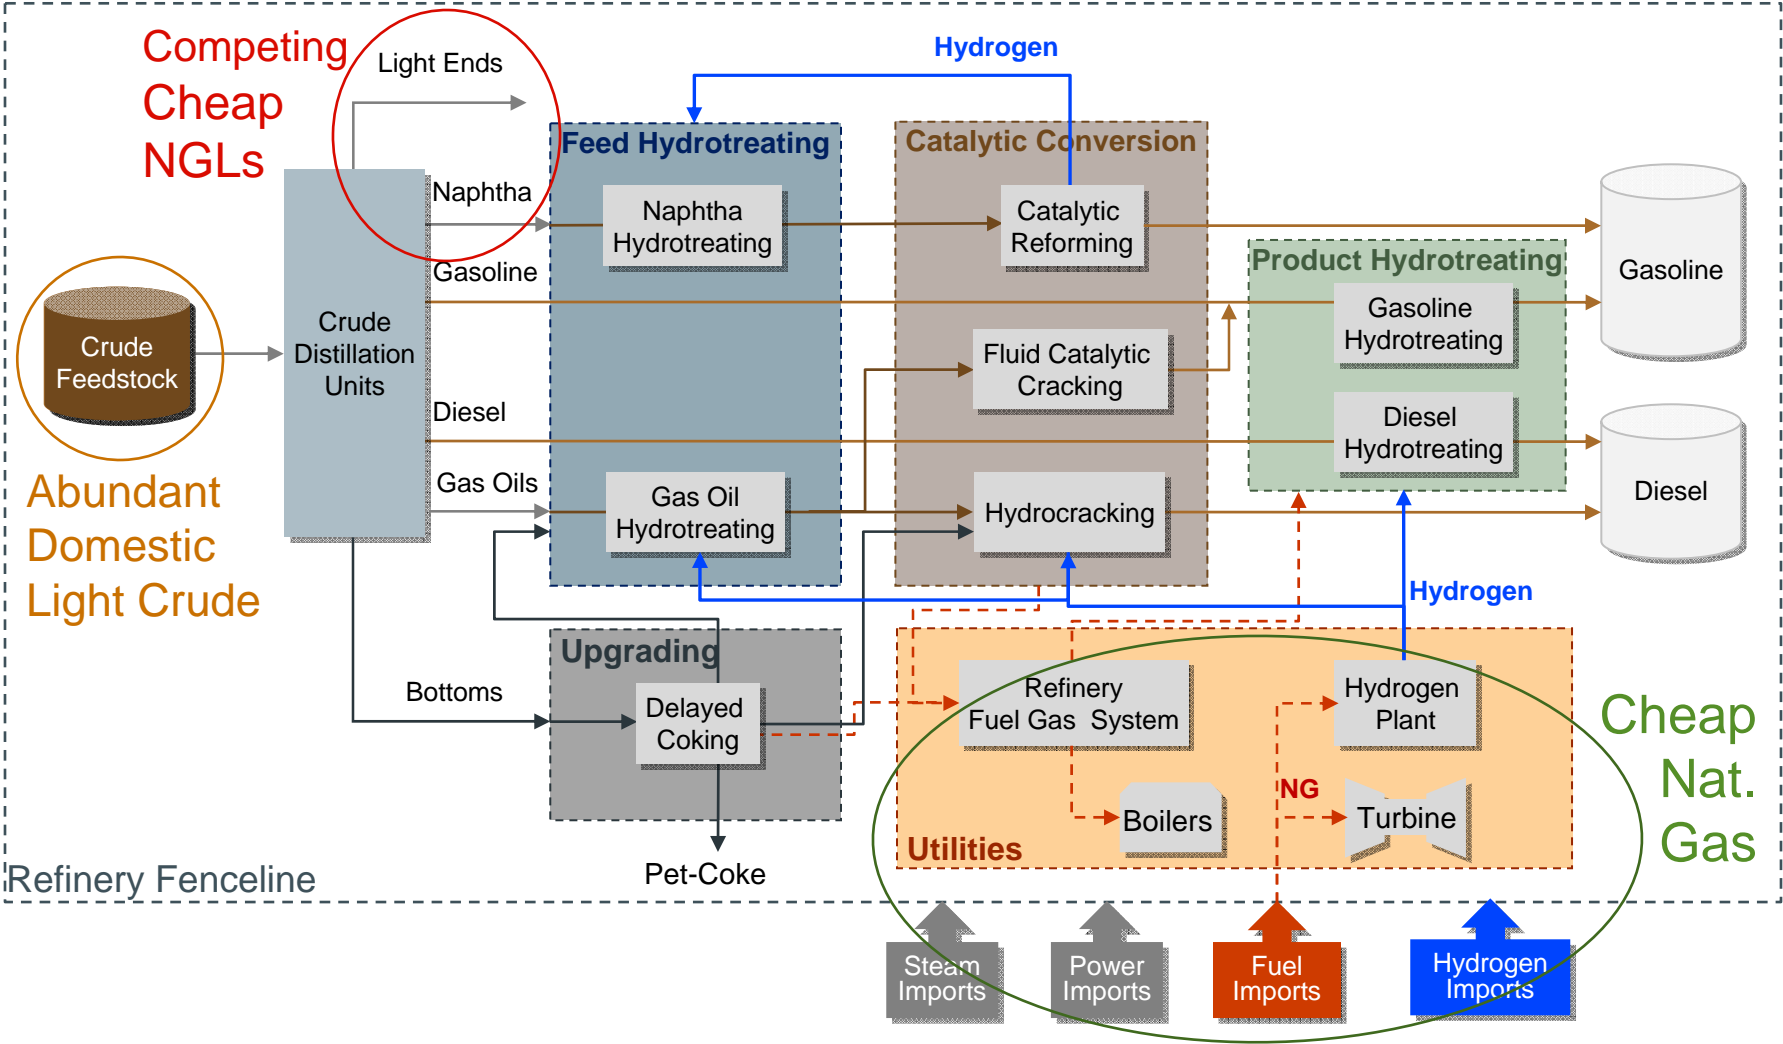 Competing
Cheap
NGLs
Light Ends
Hydrogen
Feed Hydrotreating
Catalytic Conversion
Naphtha
Naphtha
Hydrotreating
Catalytic
Reforming
Gasoline
Product Hydrotreating
Gasoline
Crude
Feedstock
Crude
Distillation
Units
Fluid Catalytic
Cracking
Gasoline
Hydrotreating
Diesel
Diesel
Hydrotreating
Gas Oils
Gas Oil
Hydrotreating
Hydrocracking
Diesel
Abundant
Domestic
Light Crude
Hydrogen
Upgrading
Bottoms
Delayed
Coking
Refinery
Fuel Gas System
Hydrogen
Plant
Cheap
Nat.
Gas
NG
Boilers
Turbine
Utilities
Pet-Coke
Refinery Fenceline
Steam
Imports
Power
Imports
Fuel
Imports
Hydrogen
Imports